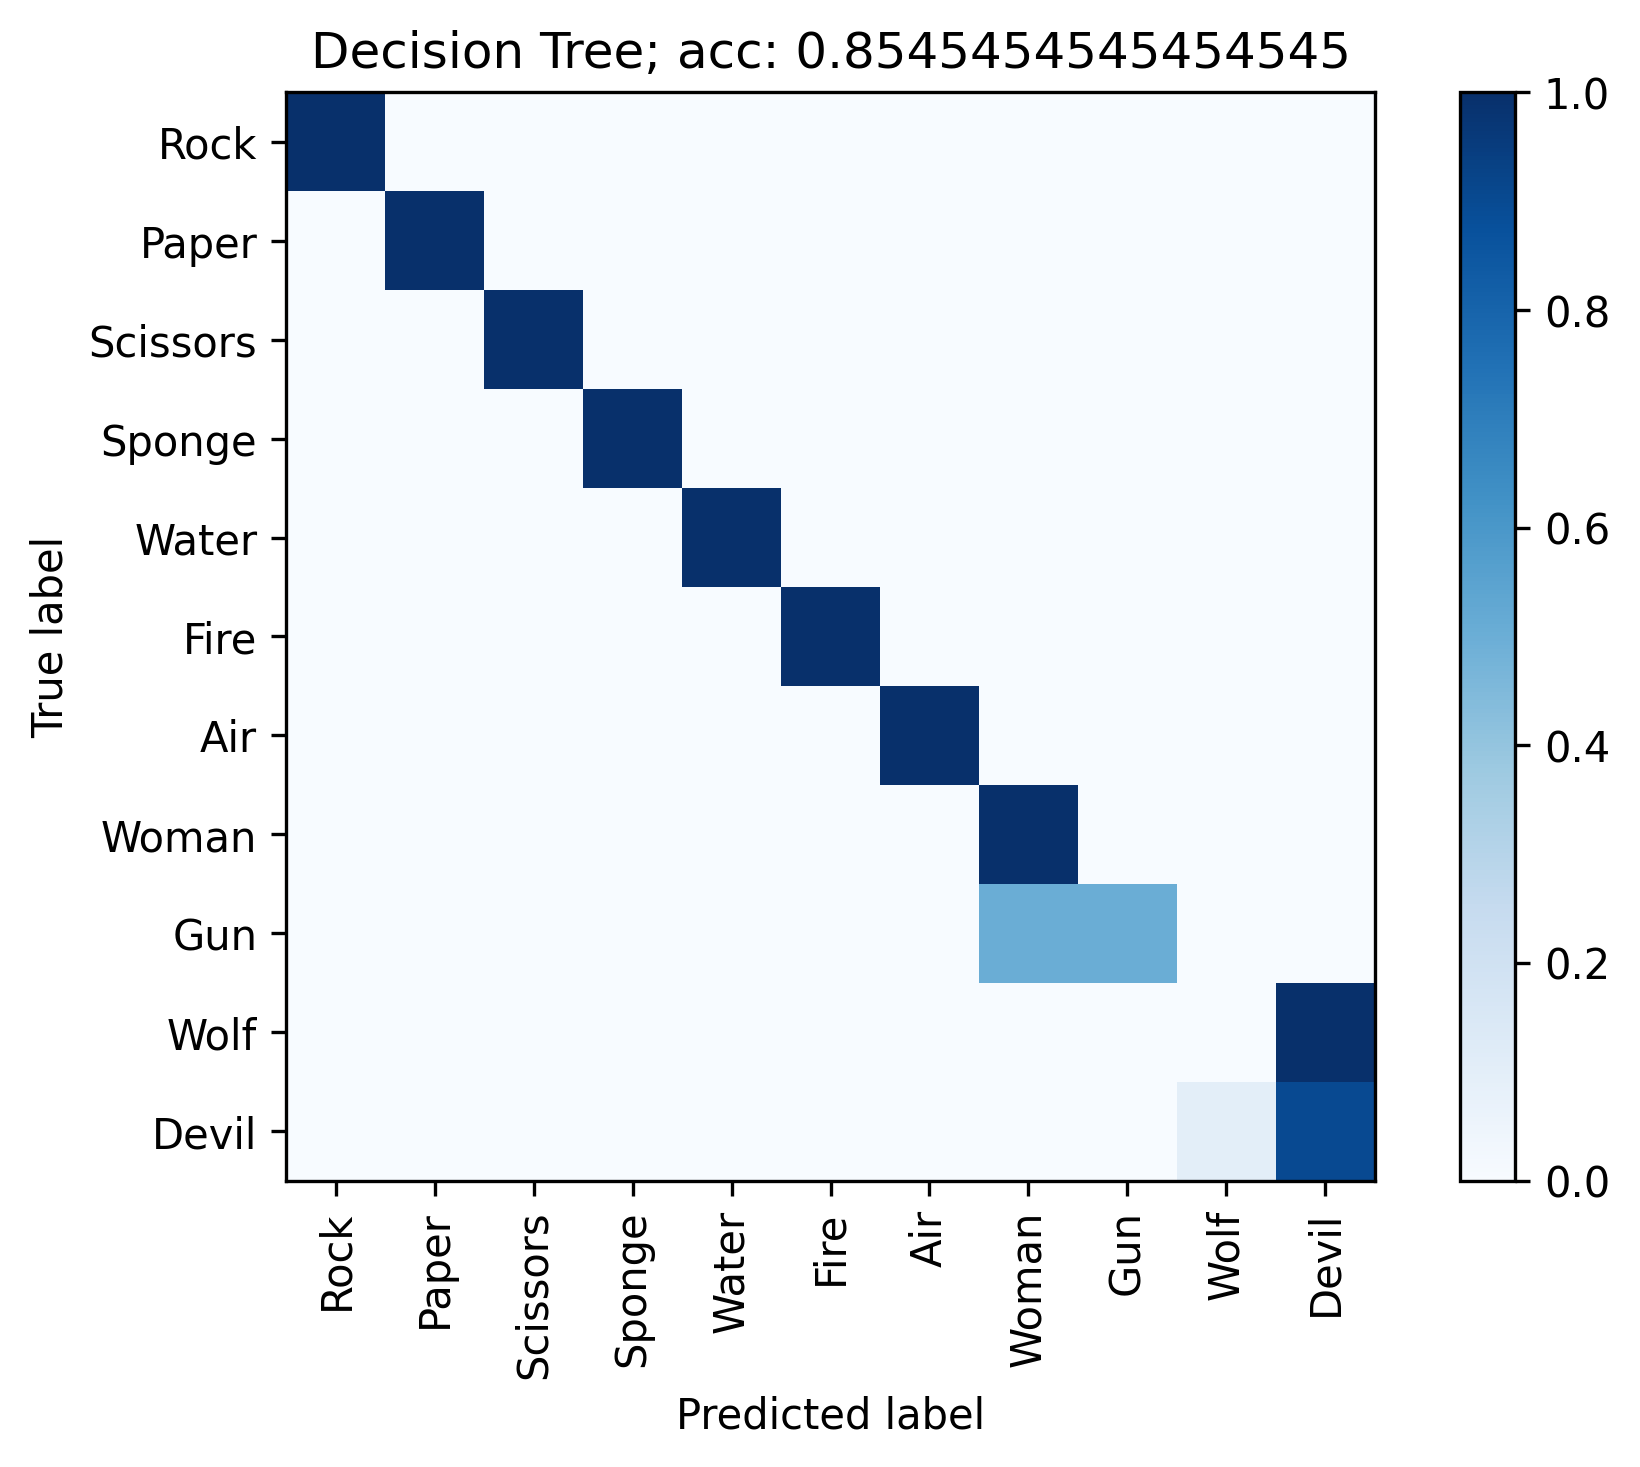 Decision Tree; acc: 0.8545454545454545
True label
Rock
Paper
Scissors
Sponge
Water
Fire
Air
Woman
Gun
Wolf
Devil
Rock
Paper
Scissors
Sponge
Water
Fire
Air
Woman
Gun
Wolf
Devil
Predicted label
1.0
0.8
0.6
0.4
0.2
0.0